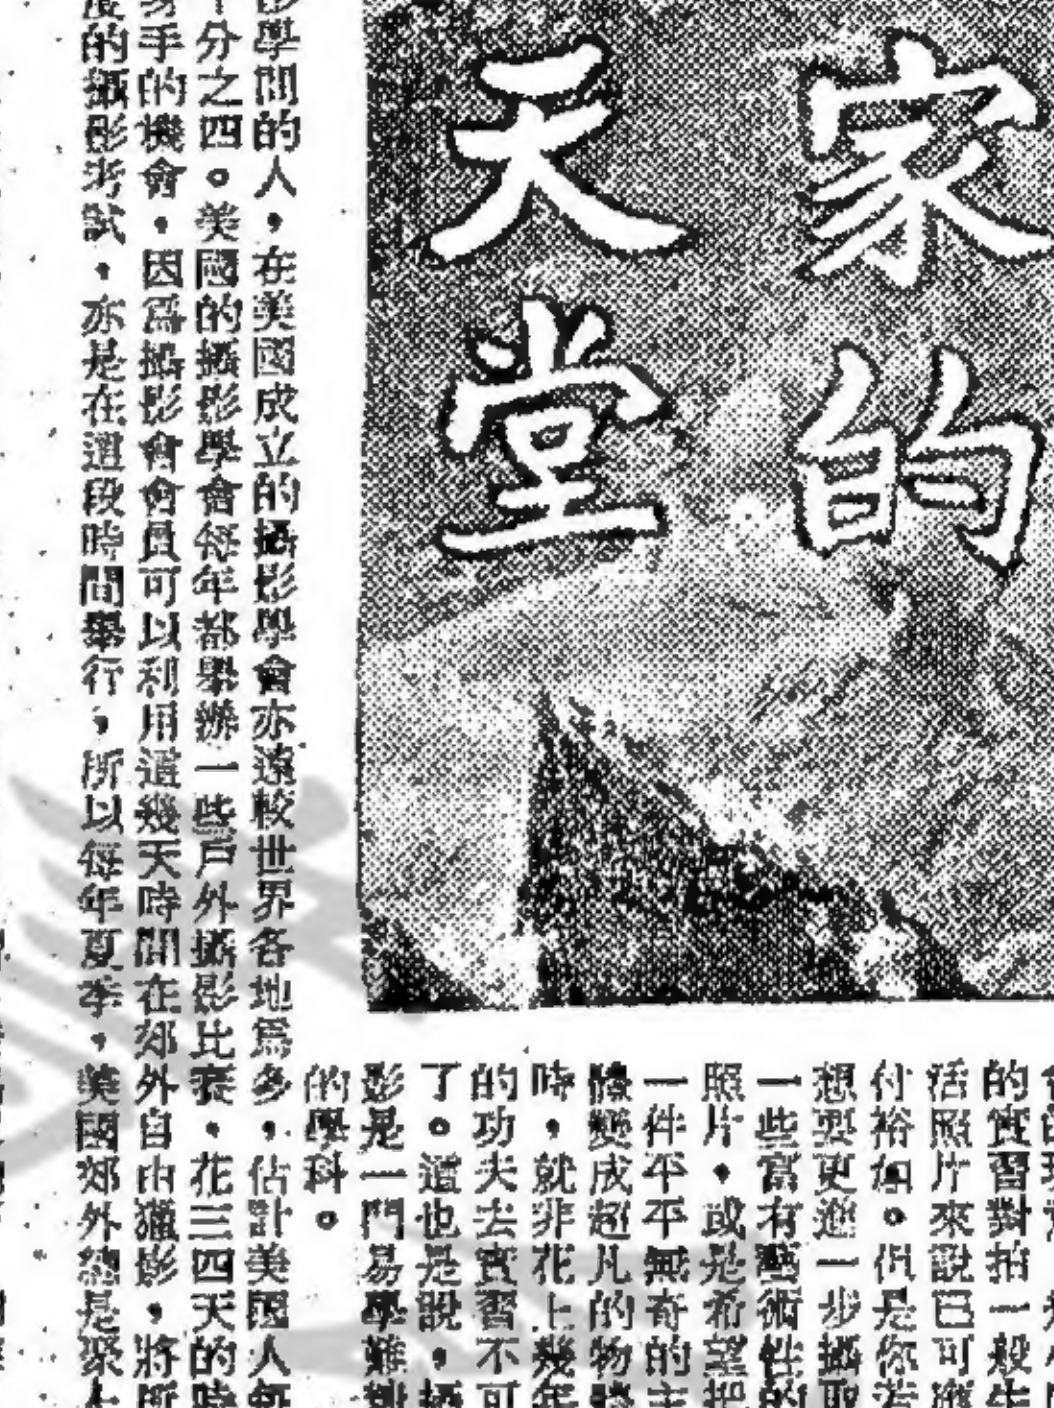 家的
天堂
的實習對拍一般生
活照片來說已可應
付裕如。但是你若
想要更進一步攝取
一些富有藝術性的
照片，或是希望把
一件平平無奇的主
體變成超凡的物體
時，就非花上幾年
的功夫去實習不可
了。這也是說，攝
影是一門易學難
的學科。
影學問的人，在美國成立的攝影學會亦遠較世界各地為多，佔計美國人每
十分之四。美國的攝影學會每年都舉辦一些戶外攝影比賽，花三四天的時
手的機會，因為攝影會會員可以利用這幾天時間在郊外自由獵影，將所
度的攝影考試，亦是在這段時間舉行，所以每年夏季，美國郊外總是聚